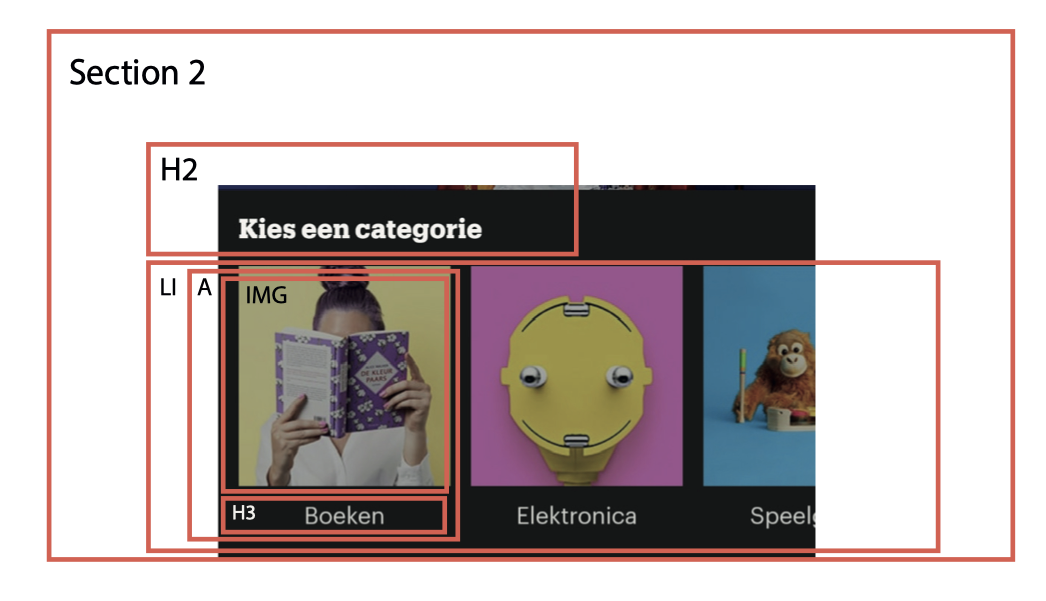 Section 2
H2
Kies een categorie
LI
A
IMG
DE KLEUR
PAARS
H3
Boeken
Elektronica
Speelg